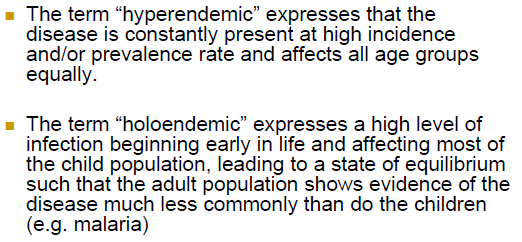 The term “hyperendemic” expresses that the
disease is constantly present at high incidence
and/or prevalence rate and affects all age groups
equally.
The term “holoendemic” expresses a high level of
infection beginning early in life and affecting most of
the child population, leading to a state of equilibrium
such that the adult population shows evidence of the
disease much less commonly than do the children
(e.g. malaria)